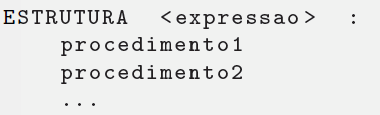 ESTRUTURA <expressao> :
procedimento1
procedimento2
...